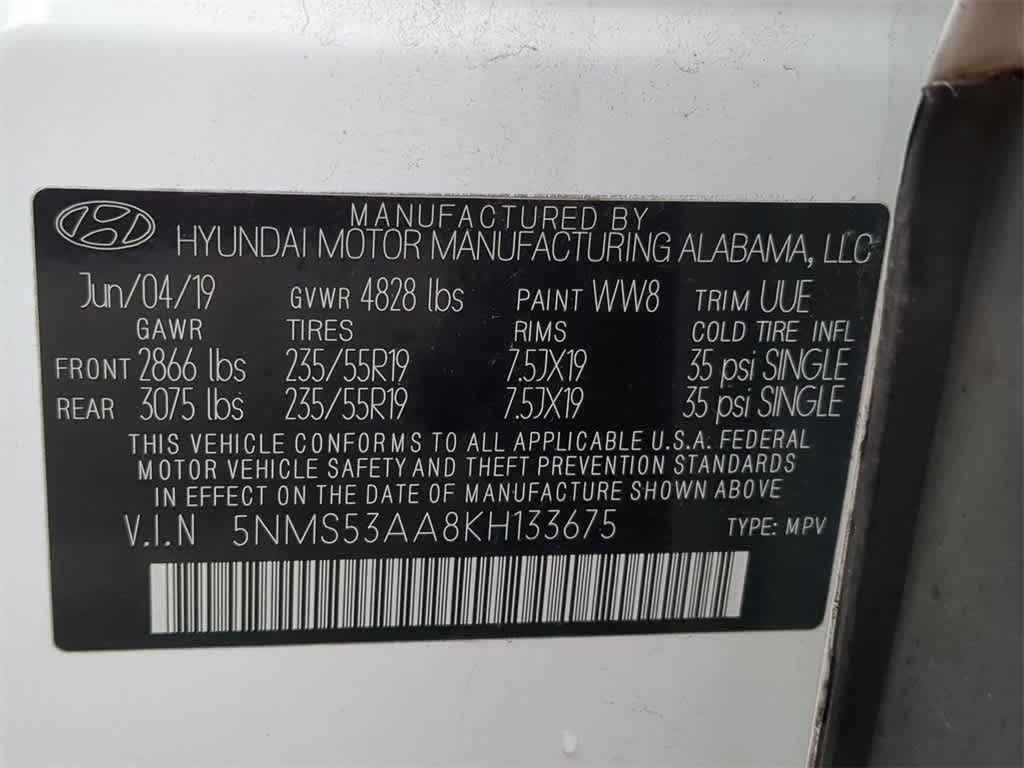 MANUFACTURED BY
HYUNDAI MOTOR MANUFACTURING ALABAMA, LLC
Jun/04/19 GVWR 4828 lbs PAINT WW8 TRIM UUE
GAWR TIRES RIMS COLD TIRE INFL
FRONT 2866 lbs 235/55R19 7.5JX19 35 psi SINGLE
REAR 3075 lbs 235/55R19 7.5JX19 35 psi SINGLE
THIS VEHICLE CONFORMS TO ALL APPLICABLE U.S.A. FEDERAL
MOTOR VEHICLE SAFETY AND THEFT PREVENTION STANDARDS
IN EFFECT ON THE DATE OF MANUFACTURE SHOWN ABOVE
V.I.N 5NMS53AA8KH133675 TYPE: MPV